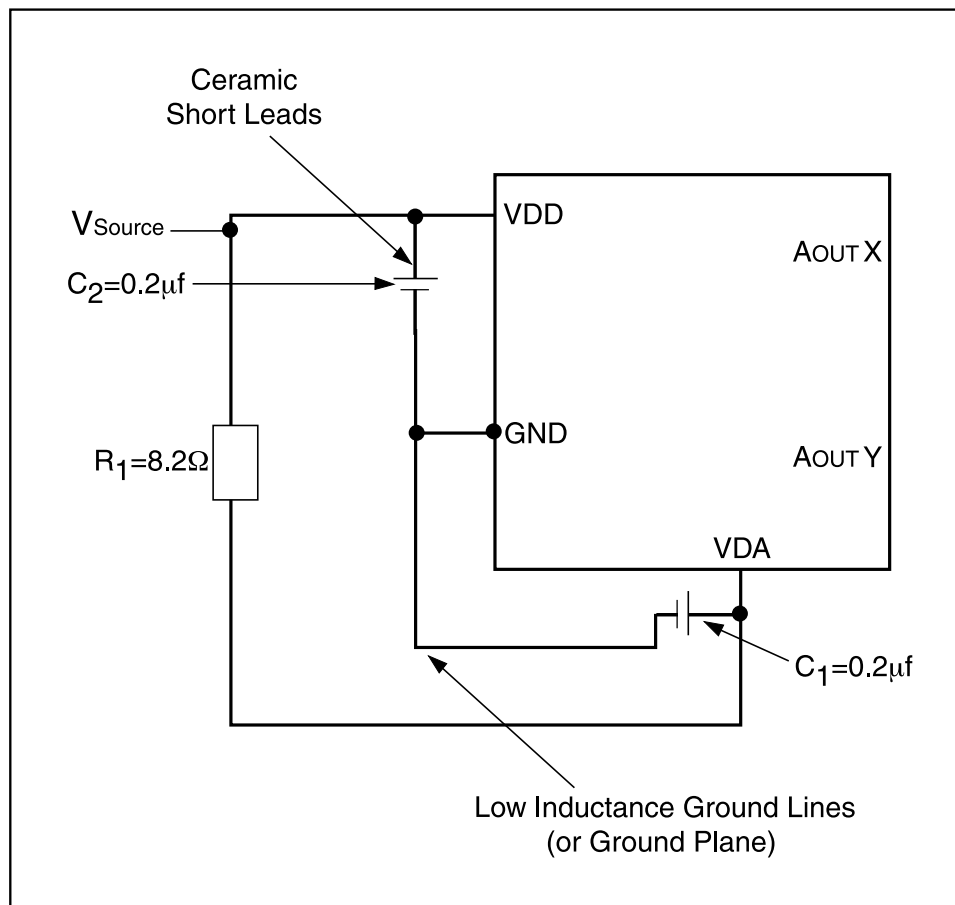 Ceramic
Short Leads
VSource
VDD
AOUT X
C2=0.2μf
GND
R1=8.2Ω
AOUT Y
VDA
C1=0.2μf
Low Inductance Ground Lines
(or Ground Plane)